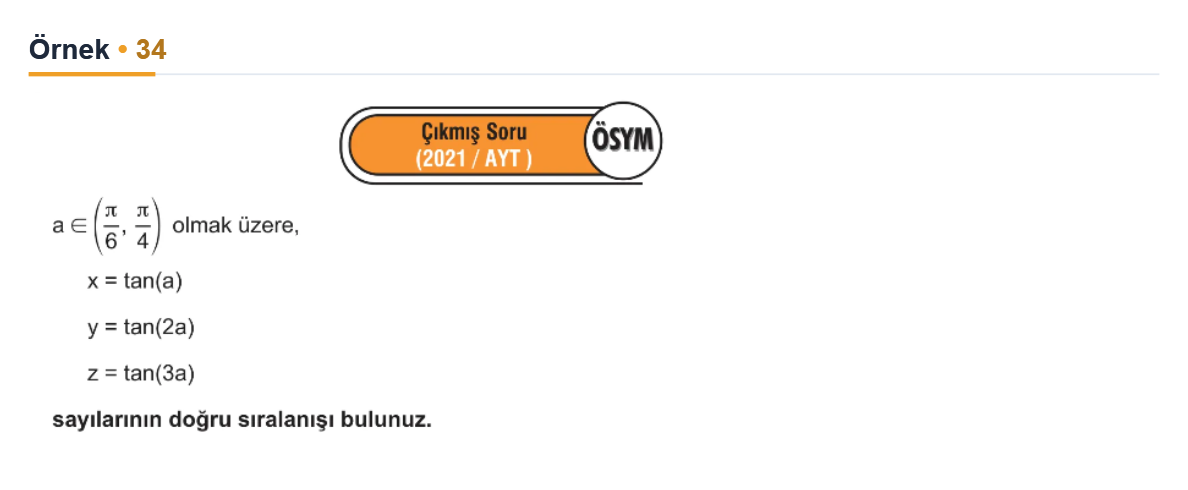 Örnek • 34
Çıkmış Soru
(2021 / AYT )
ÖSYM
a ∈ (π/6, π/4) olmak üzere,
x = tan(a)
y = tan(2a)
z = tan(3a)
sayılarının doğru sıralanışı bulunuz.